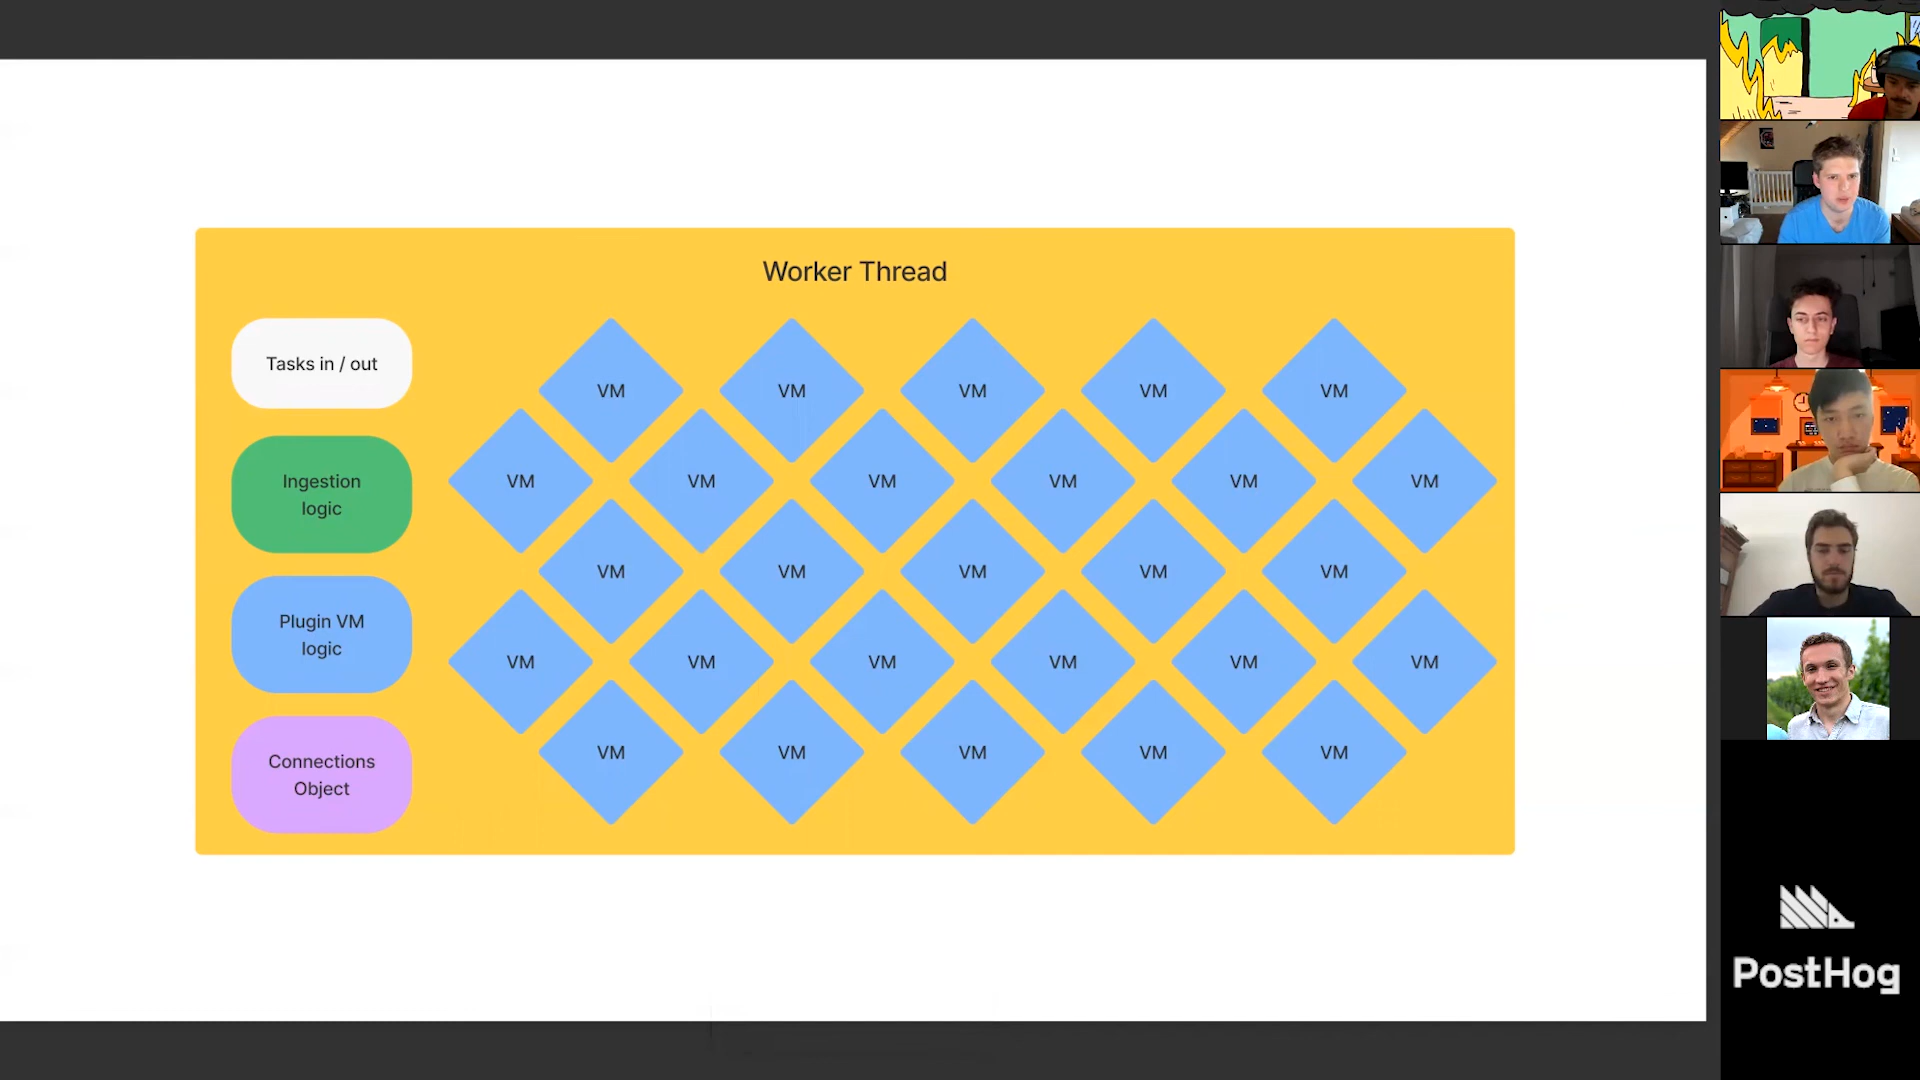 Worker Thread
Tasks in / out
Ingestion
logic
Plugin VM
logic
Connections
Object
VM VM VM VM VM
VM VM VM VM VM VM
VM VM VM VM VM
VM VM VM VM VM VM
VM VM VM VM VM
PostHog